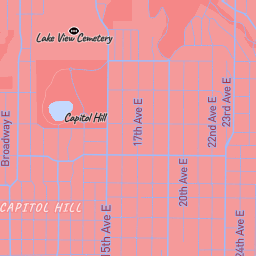 Lake View Cemetery
Capitol Hill
Broadway E
17th Ave E
22nd Ave E
23rd Ave E
20th Ave E
CAPITOL HILL
15th Ave E
24th Ave E